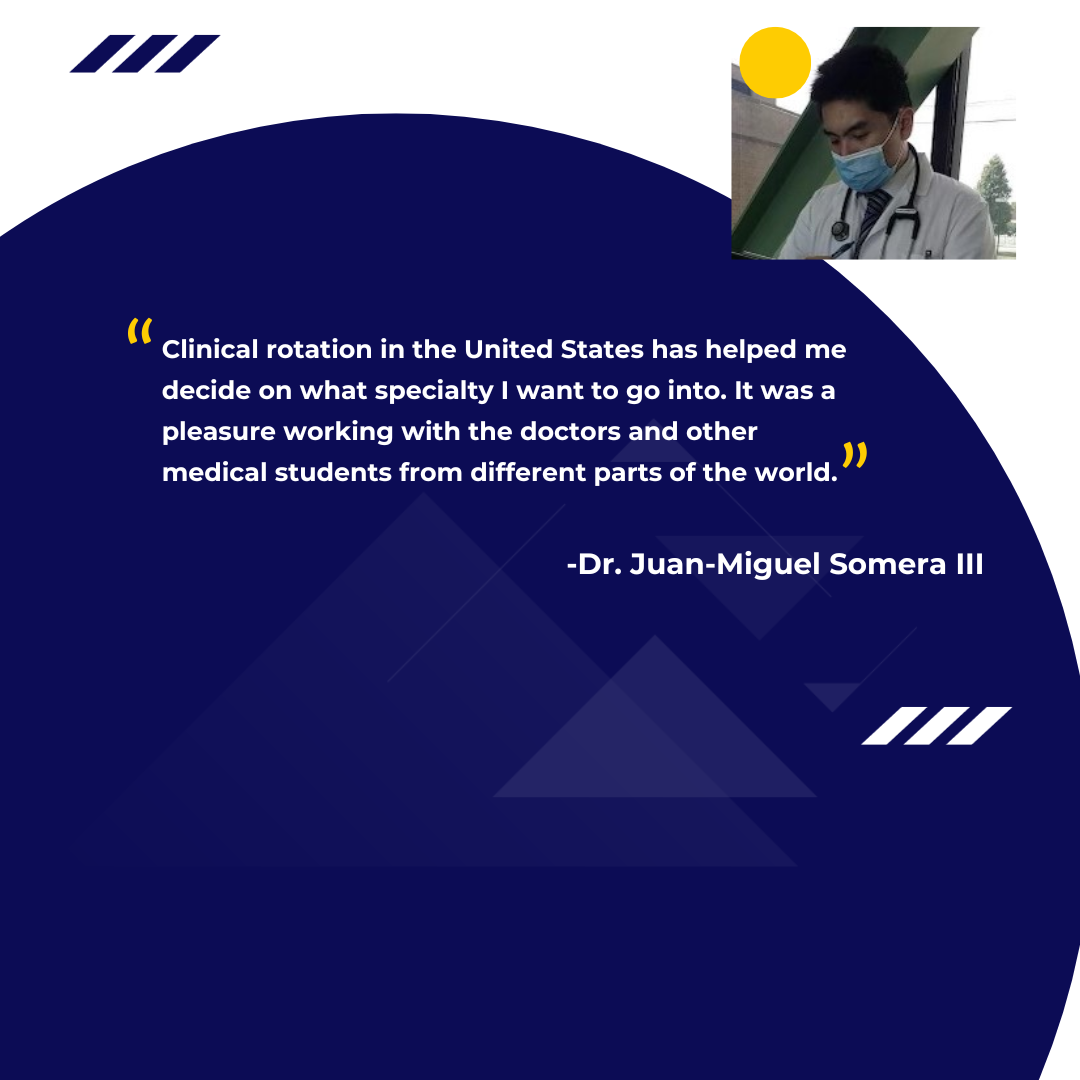 “Clinical rotation in the United States has helped me
decide on what specialty I want to go into. It was a
pleasure working with the doctors and other
medical students from different parts of the world.”
-Dr. Juan-Miguel Somera III